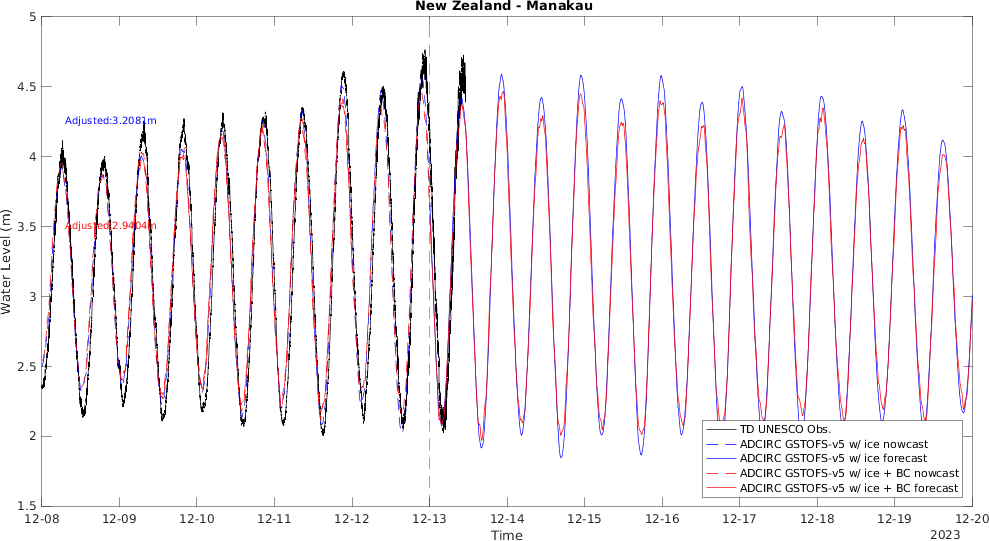 New Zealand - Manakau
5
4.5
4
3.5
3
2.5
2
1.5
Water Level (m)
Adjusted:3.2081m
Adjusted:2.9404m
TD UNESCO Obs.
ADCIRC GSTOFS-v5 w/ ice nowcast
ADCIRC GSTOFS-v5 w/ ice forecast
ADCIRC GSTOFS-v5 w/ ice + BC nowcast
ADCIRC GSTOFS-v5 w/ ice + BC forecast
12-08 12-09 12-10 12-11 12-12 12-13 12-14 12-15 12-16 12-17 12-18 12-19 12-20
Time
2023